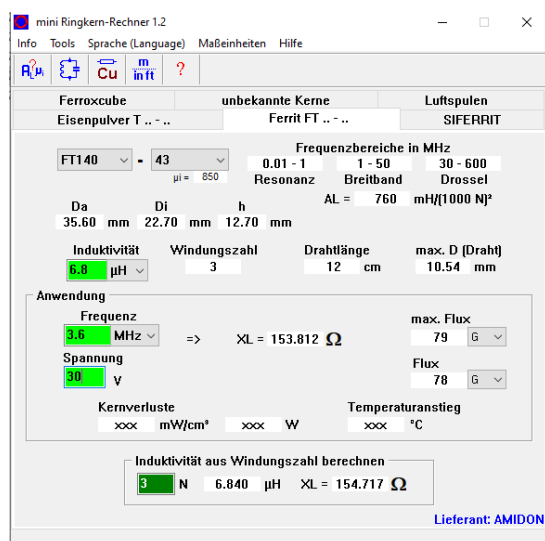 mini Ringkern-Rechner 1.2
Info Tools Sprache (Language) Maßeinheiten Hilfe
A_L?µi Cu m in ft ?
Ferroxcube unbekannte Kerne Luftspulen
Eisenpulver T .. - .. Ferrit FT .. - .. SIFERRIT
Frequenzbereiche in MHz
FT140 - 43 0.01 - 1 1 - 50 30 - 600
µi = 850 Resonanz Breitband Drossel
AL = 760 mH/(1000 N)²
Da Di h
35.60 mm 22.70 mm 12.70 mm
Induktivität Windungszahl Drahtlänge max. D (Draht)
6.8 µH 3 12 cm 10.54 mm
Anwendung
Frequenz max. Flux
3.6 MHz => XL = 153.812 Ω 79 G
Spannung Flux
30 V 78 G
Kernverluste Temperaturanstieg
xxx mW/cm³ xxx W xxx °C
Induktivität aus Windungszahl berechnen
3 N 6.840 µH XL = 154.717 Ω
Lieferant: AMIDON